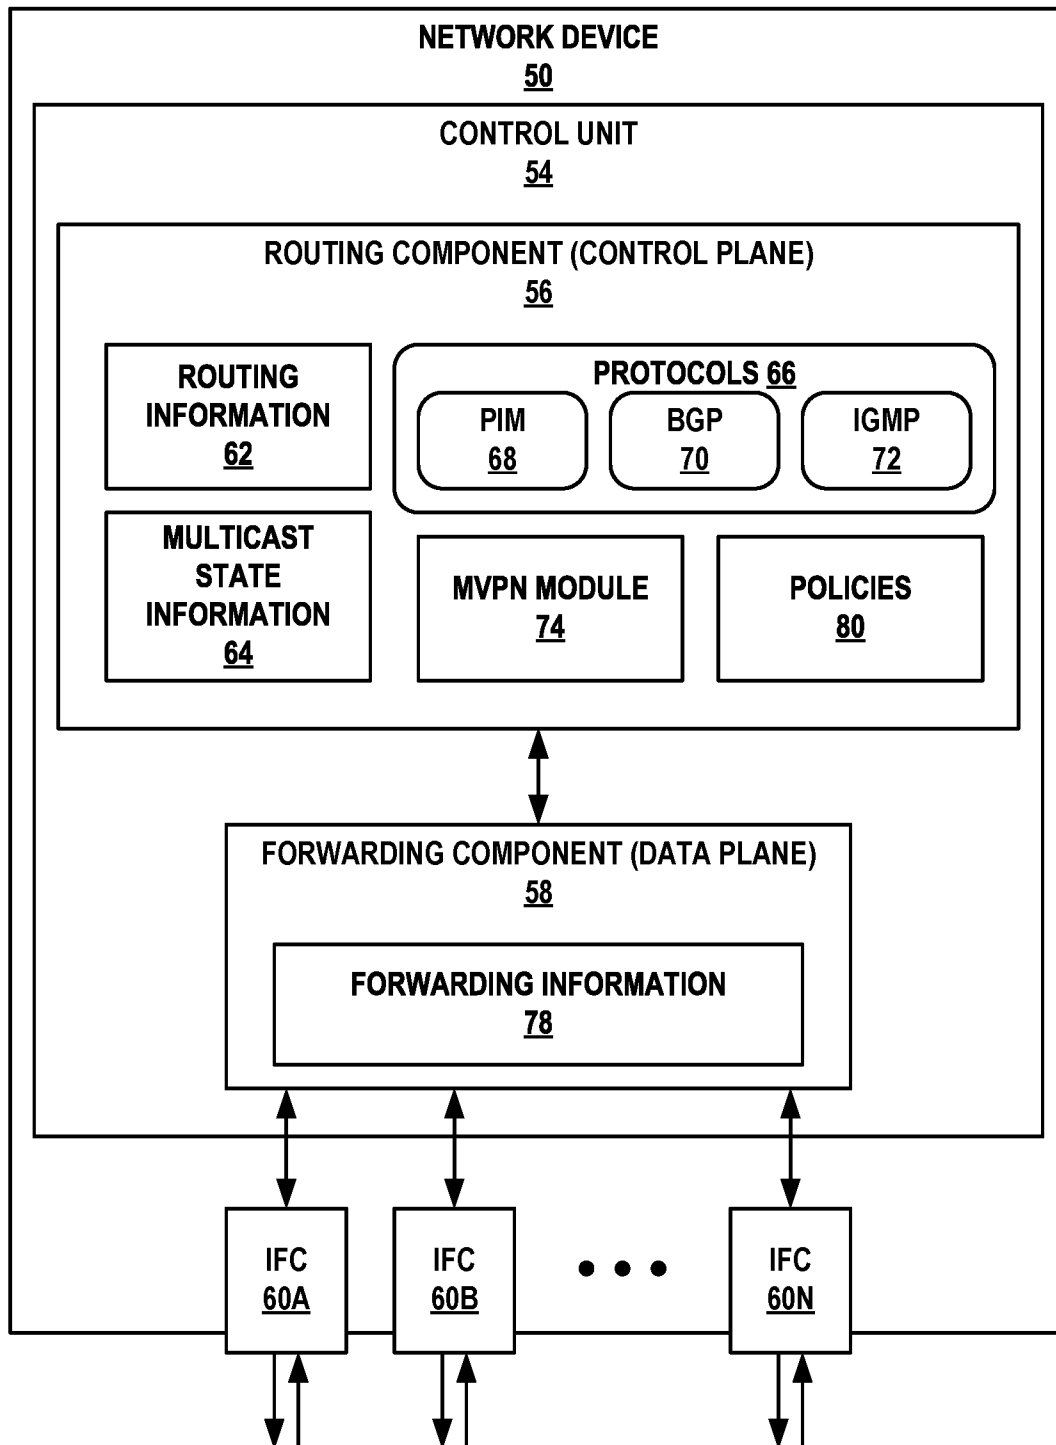 NETWORK DEVICE
50
CONTROL UNIT
54
ROUTING COMPONENT (CONTROL PLANE)
56
ROUTING
INFORMATION
62
PROTOCOLS 66
PIM
68
BGP
70
IGMP
72
MULTICAST
STATE
INFORMATION
64
MVPN MODULE
74
POLICIES
80
FORWARDING COMPONENT (DATA PLANE)
58
FORWARDING INFORMATION
78
IFC
60A
IFC
60B
IFC
60N